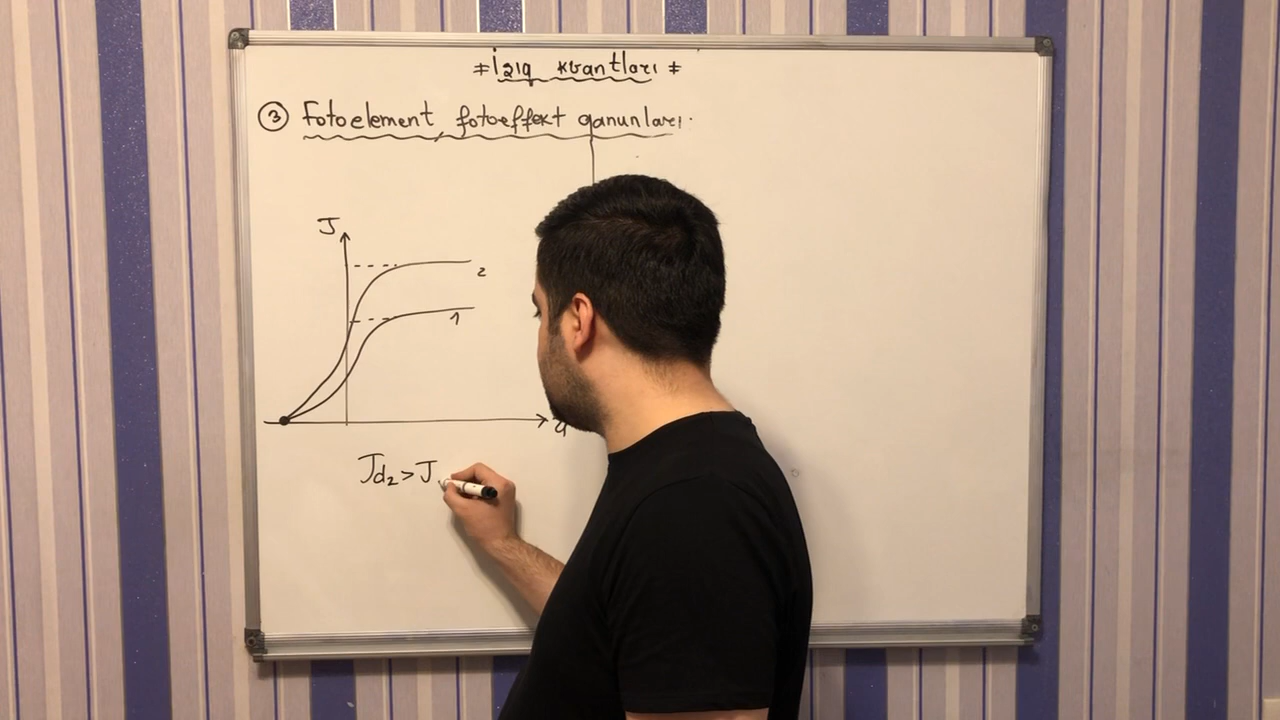 ≠ İşıq kvantları ≠
③ Fotoelement, fotoeffekt qanunları.
J
2
1
u
Jd₂ > J